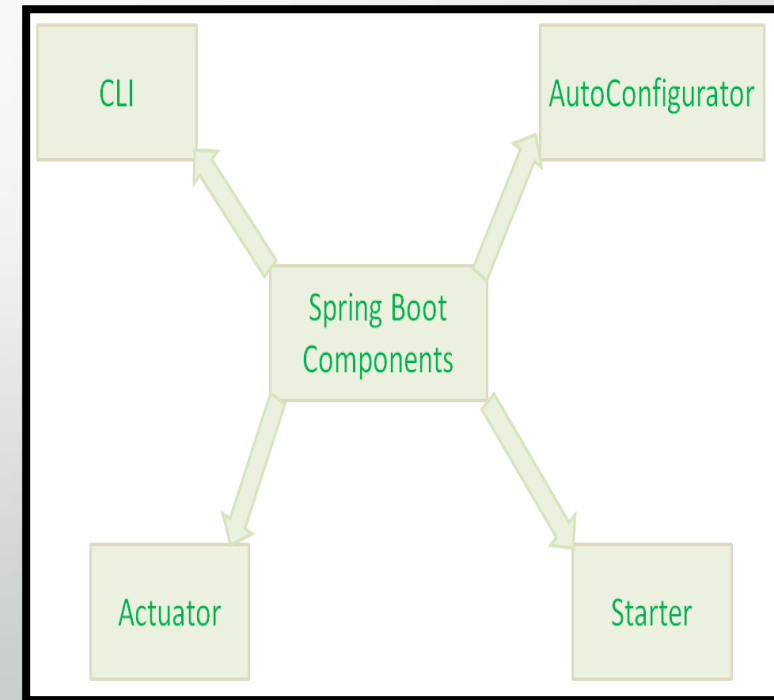 CLI
AutoConfigurator
Spring Boot
Components
Actuator
Starter